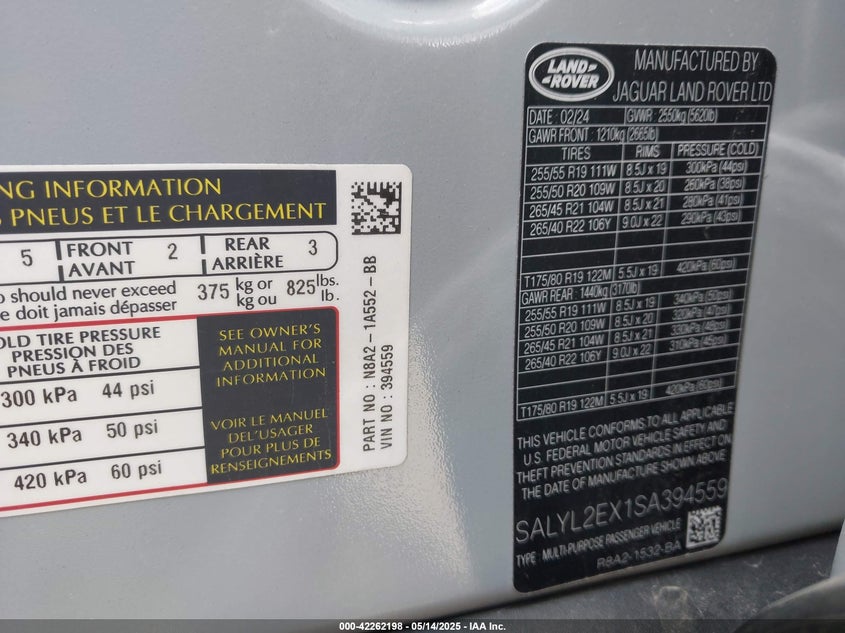 NG INFORMATION
PNEUS ET LE CHARGEMENT
5 FRONT AVANT 2 REAR ARRIÈRE 3
should never exceed
e doit jamais dépasser
375 kg or kg ou 825 lbs. lb.
OLD TIRE PRESSURE
PRESSION DES
PNEUS À FROID
300 kPa 44 psi
340 kPa 50 psi
420 kPa 60 psi
SEE OWNER'S
MANUAL FOR
ADDITIONAL
INFORMATION
VOIR LE MANUEL
DEL'USAGER
POUR PLUS DE
RENSEIGNEMENTS
PART NO : N8A2-1A552-BB
VIN NO : 394559
LAND-
-ROVER
MANUFACTURED BY
JAGUAR LAND ROVER LTD
DATE : 02/24 GVWR : 2550kg (5620lb)
GAWR FRONT : 1210kg (2665lb)
TIRES RIMS PRESSURE (COLD)
255/55 R19 111W 8.5J x 19 300kPa (44psi)
255/50 R20 109W 8.5J x 20 260kPa (38psi)
265/45 R21 104W 8.5J x 21 280kPa (41psi)
265/40 R22 106Y 9.0J x 22 290kPa (43psi)
T175/80 R19 122M 5.5J x 19 420kPa (60psi)
GAWR REAR : 1440kg (3170lb)
255/55 R19 111W 8.5J x 19 340kPa (50psi)
255/50 R20 109W 8.5J x 20 320kPa (47psi)
265/45 R21 104W 8.5J x 21 330kPa (48psi)
265/40 R22 106Y 9.0J x 22 310kPa (45psi)
T175/80 R19 122M 5.5J x 19 420kPa (60psi)
THIS VEHICLE CONFORMS TO ALL APPLICABLE
U.S. FEDERAL MOTOR VEHICLE SAFETY AND
THEFT PREVENTION STANDARDS IN EFFECT ON
THE DATE OF MANUFACTURE SHOWN ABOVE
SALYL2EX1SA394559
TYPE : MULTI-PURPOSE PASSENGER VEHICLE
R8A2-1532-BA
000-42262198 - 05/14/2025 - IAA Inc.